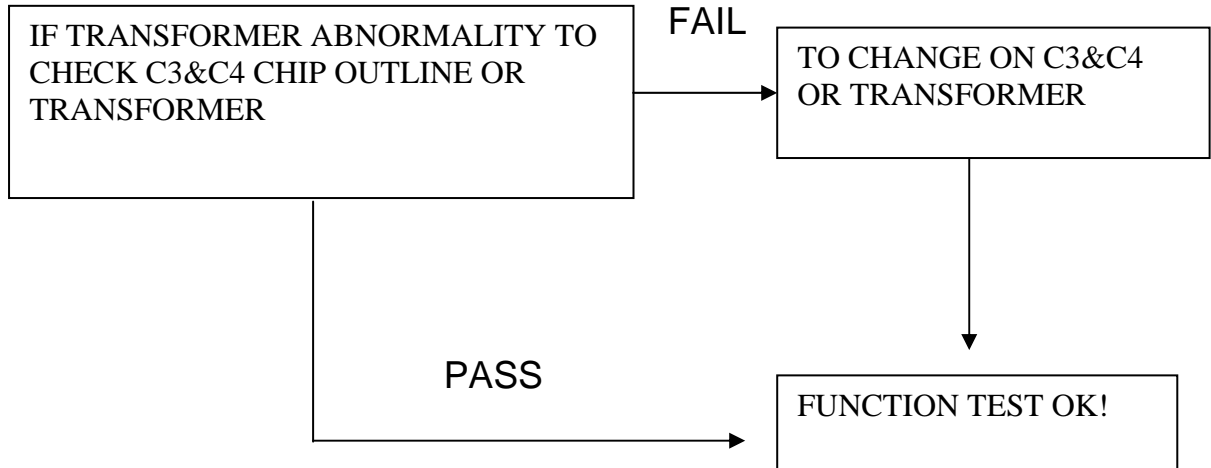 IF TRANSFORMER ABNORMALITY TO
CHECK C3&C4 CHIP OUTLINE OR
TRANSFORMER
FAIL
TO CHANGE ON C3&C4
OR TRANSFORMER
PASS
FUNCTION TEST OK!